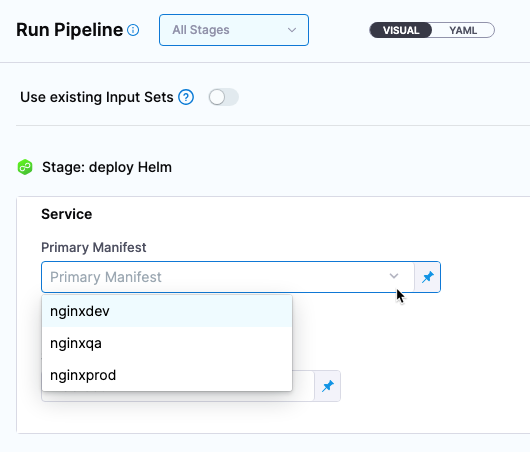 Run Pipeline
All Stages
VISUAL YAML
Use existing Input Sets ?
Stage: deploy Helm
Service
Primary Manifest
Primary Manifest
nginxdev
nginxqa
nginxprod